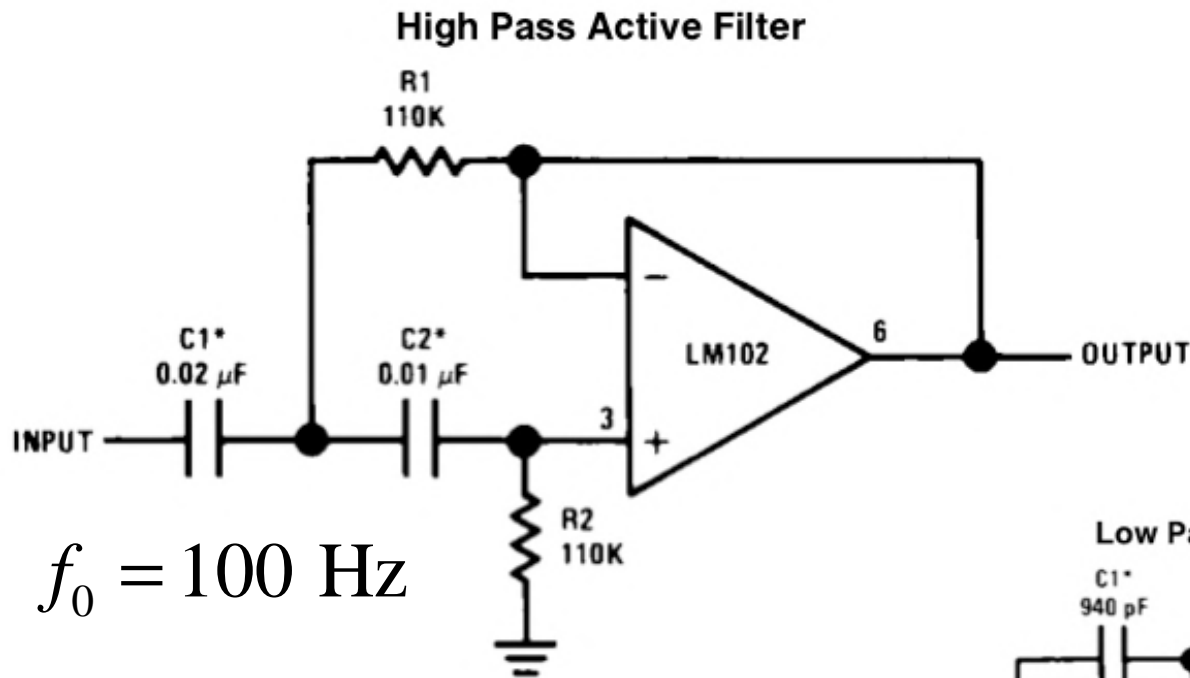 High Pass Active Filter
R1
110K
−
6
LM102
OUTPUT
C1*
0.02 μF
C2*
0.01 μF
3
INPUT
+
R2
110K
f₀ = 100 Hz
Low Pa
C1*
940 pF